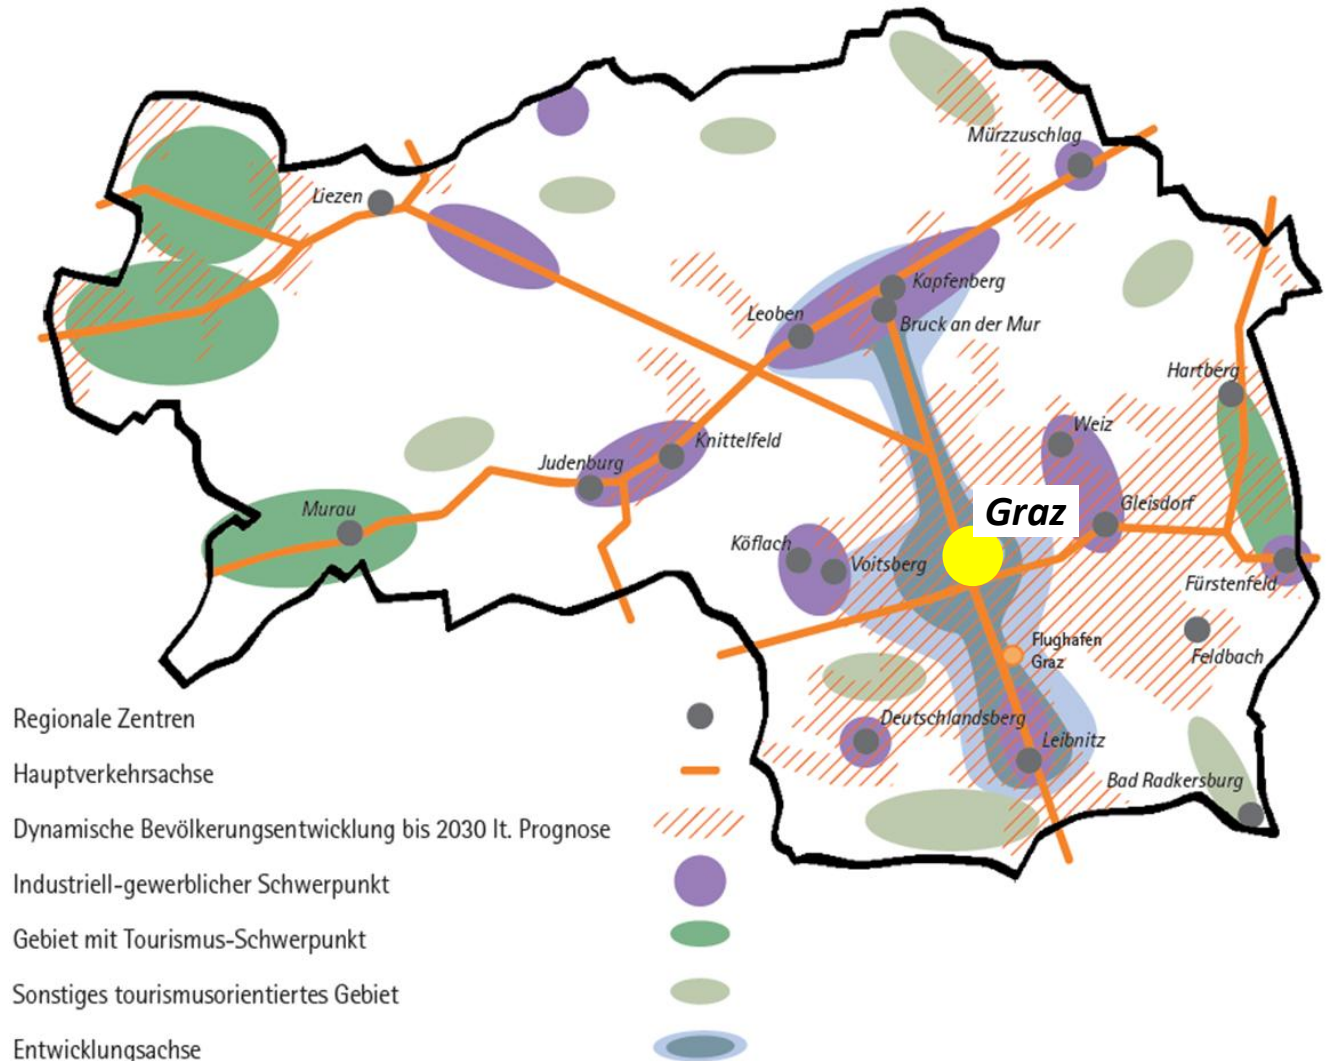 Mürzzuschlag
Liezen
Kapfenberg
Leoben
Bruck an der Mur
Hartberg
Weiz
Knittelfeld
Judenburg
Murau
Graz
Gleisdorf
Köflach
Voitsberg
Fürstenfeld
Flughafen
Graz
Feldbach
Deutschlandsberg
Leibnitz
Bad Radkersburg
Regionale Zentren
Hauptverkehrsachse
Dynamische Bevölkerungsentwicklung bis 2030 lt. Prognose
Industriell-gewerblicher Schwerpunkt
Gebiet mit Tourismus-Schwerpunkt
Sonstiges tourismusorientiertes Gebiet
Entwicklungsachse